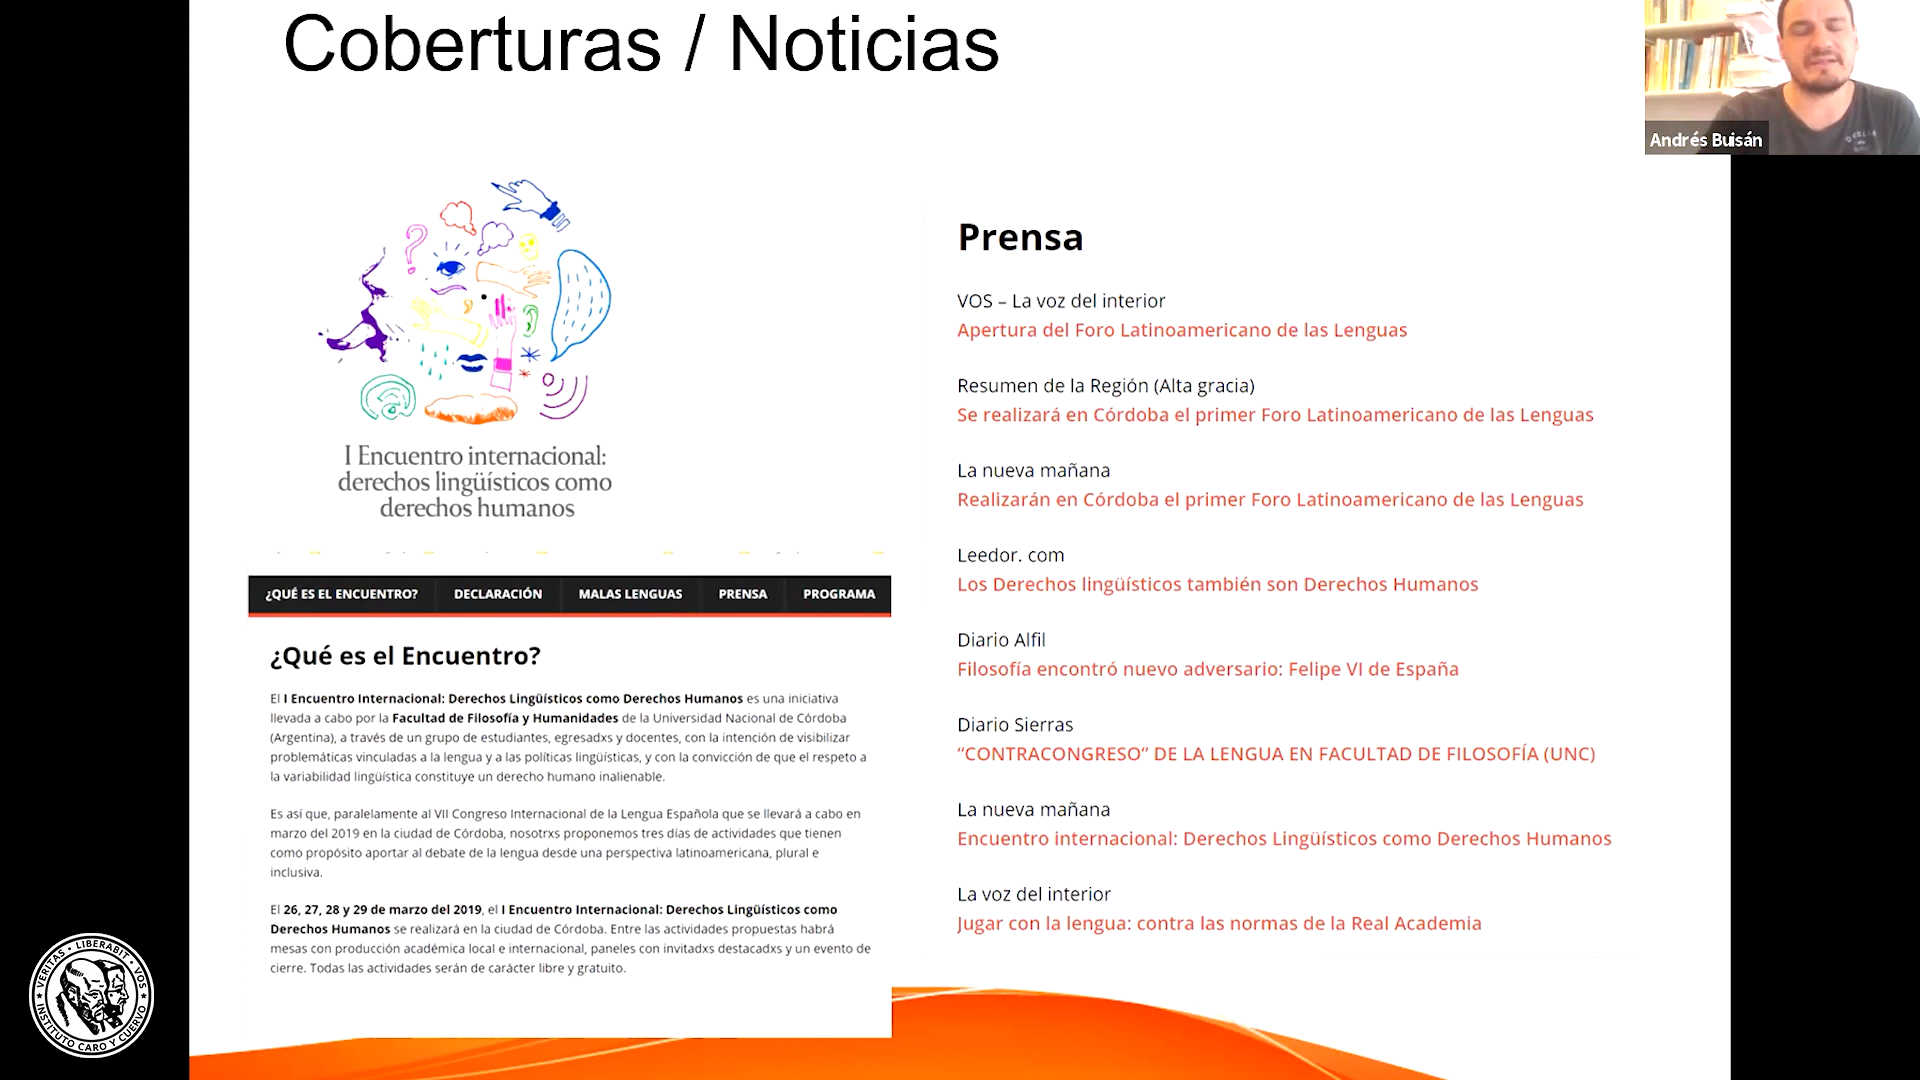 Coberturas / Noticias
Andrés Buisán
I Encuentro internacional:
derechos lingüísticos como
derechos humanos
¿QUÉ ES EL ENCUENTRO? DECLARACIÓN MALAS LENGUAS PRENSA PROGRAMA
¿Qué es el Encuentro?
El I Encuentro Internacional: Derechos Lingüísticos como Derechos Humanos es una iniciativa
llevada a cabo por la Facultad de Filosofía y Humanidades de la Universidad Nacional de Córdoba
(Argentina), a través de un grupo de estudiantes, egresadxs y docentes, con la intención de visibilizar
problemáticas vinculadas a la lengua y a las políticas lingüísticas, y con la convicción de que el respeto a
la variabilidad lingüística constituye un derecho humano inalienable.
Es así que, paralelamente al VII Congreso Internacional de la Lengua Española que se llevará a cabo en
marzo del 2019 en la ciudad de Córdoba, nosotrxs proponemos tres días de actividades que tienen
como propósito aportar al debate de la lengua desde una perspectiva latinoamericana, plural e
inclusiva.
El 26, 27, 28 y 29 de marzo del 2019, el I Encuentro Internacional: Derechos Lingüísticos como
Derechos Humanos se realizará en la ciudad de Córdoba. Entre las actividades propuestas habrá
mesas con producción académica local e internacional, paneles con invitadxs destacadxs y un evento de
cierre. Todas las actividades serán de carácter libre y gratuito.
Prensa
VOS – La voz del interior
Apertura del Foro Latinoamericano de las Lenguas
Resumen de la Región (Alta gracia)
Se realizará en Córdoba el primer Foro Latinoamericano de las Lenguas
La nueva mañana
Realizarán en Córdoba el primer Foro Latinoamericano de las Lenguas
Leedor. com
Los Derechos lingüísticos también son Derechos Humanos
Diario Alfil
Filosofía encontró nuevo adversario: Felipe VI de España
Diario Sierras
“CONTRACONGRESO” DE LA LENGUA EN FACULTAD DE FILOSOFÍA (UNC)
La nueva mañana
Encuentro internacional: Derechos Lingüísticos como Derechos Humanos
La voz del interior
Jugar con la lengua: contra las normas de la Real Academia
VERITAS • LIBERABIT • VOS
INSTITUTO CARO Y CUERVO